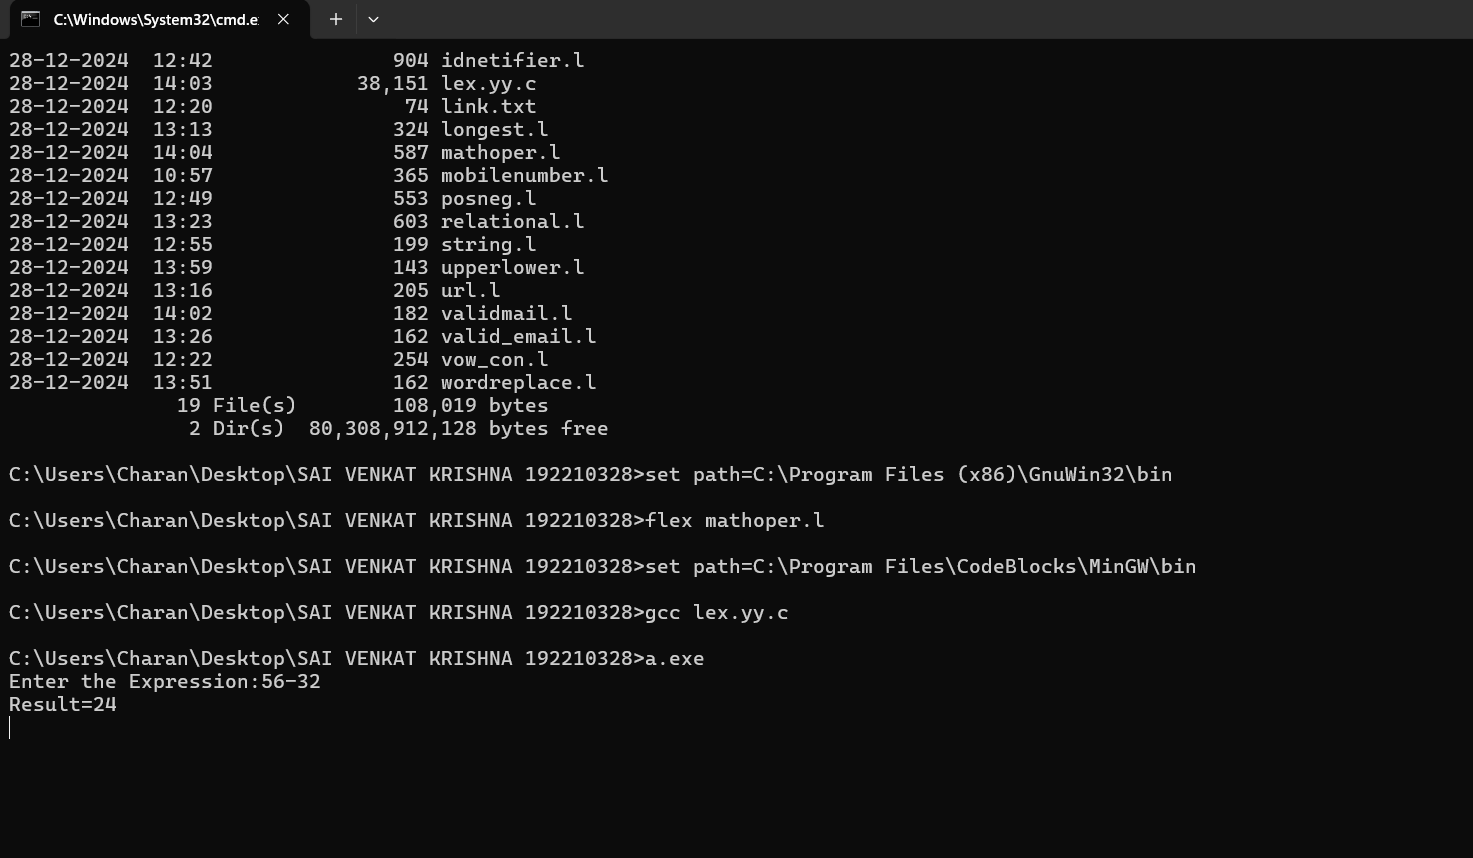 C:\Windows\System32\cmd.e
28-12-2024  12:42               904 idnetifier.l
28-12-2024  14:03            38,151 lex.yy.c
28-12-2024  12:20                74 link.txt
28-12-2024  13:13               324 longest.l
28-12-2024  14:04               587 mathoper.l
28-12-2024  10:57               365 mobilenumber.l
28-12-2024  12:49               553 posneg.l
28-12-2024  13:23               603 relational.l
28-12-2024  12:55               199 string.l
28-12-2024  13:59               143 upperlower.l
28-12-2024  13:16               205 url.l
28-12-2024  14:02               182 validmail.l
28-12-2024  13:26               162 valid_email.l
28-12-2024  12:22               254 vow_con.l
28-12-2024  13:51               162 wordreplace.l
19 File(s)        108,019 bytes
2 Dir(s)  80,308,912,128 bytes free
C:\Users\Charan\Desktop\SAI VENKAT KRISHNA 192210328>set path=C:\Program Files (x86)\GnuWin32\bin
C:\Users\Charan\Desktop\SAI VENKAT KRISHNA 192210328>flex mathoper.l
C:\Users\Charan\Desktop\SAI VENKAT KRISHNA 192210328>set path=C:\Program Files\CodeBlocks\MinGW\bin
C:\Users\Charan\Desktop\SAI VENKAT KRISHNA 192210328>gcc lex.yy.c
C:\Users\Charan\Desktop\SAI VENKAT KRISHNA 192210328>a.exe
Enter the Expression:56-32
Result=24